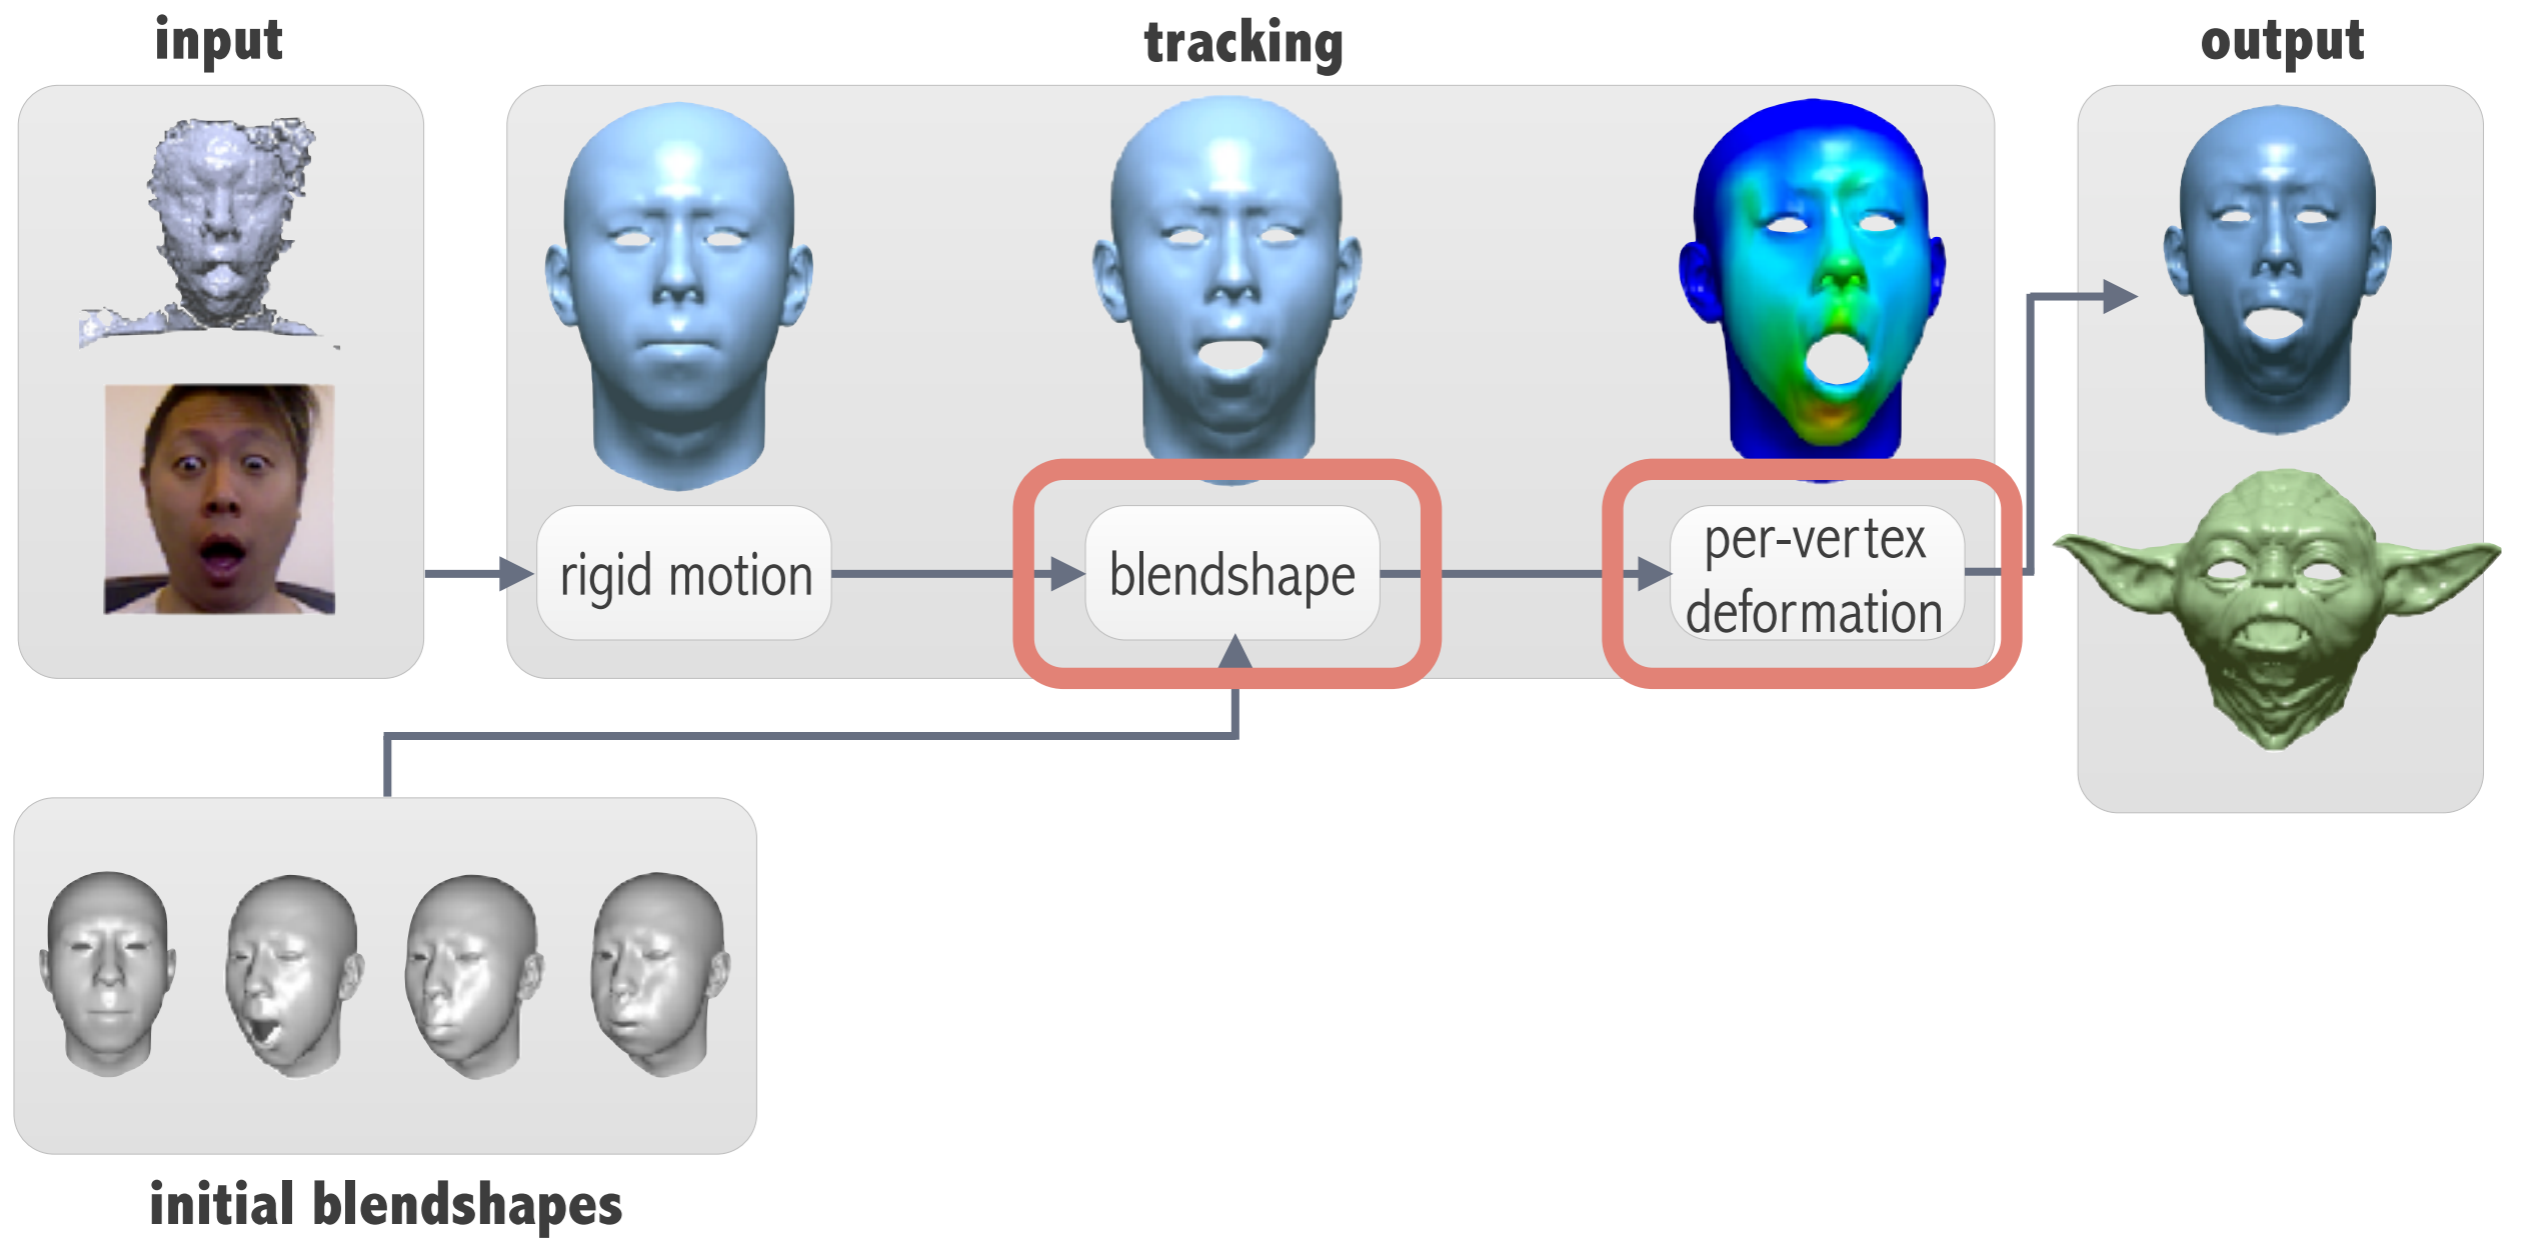 input
tracking
output
rigid motion
blendshape
per-vertex
deformation
initial blendshapes